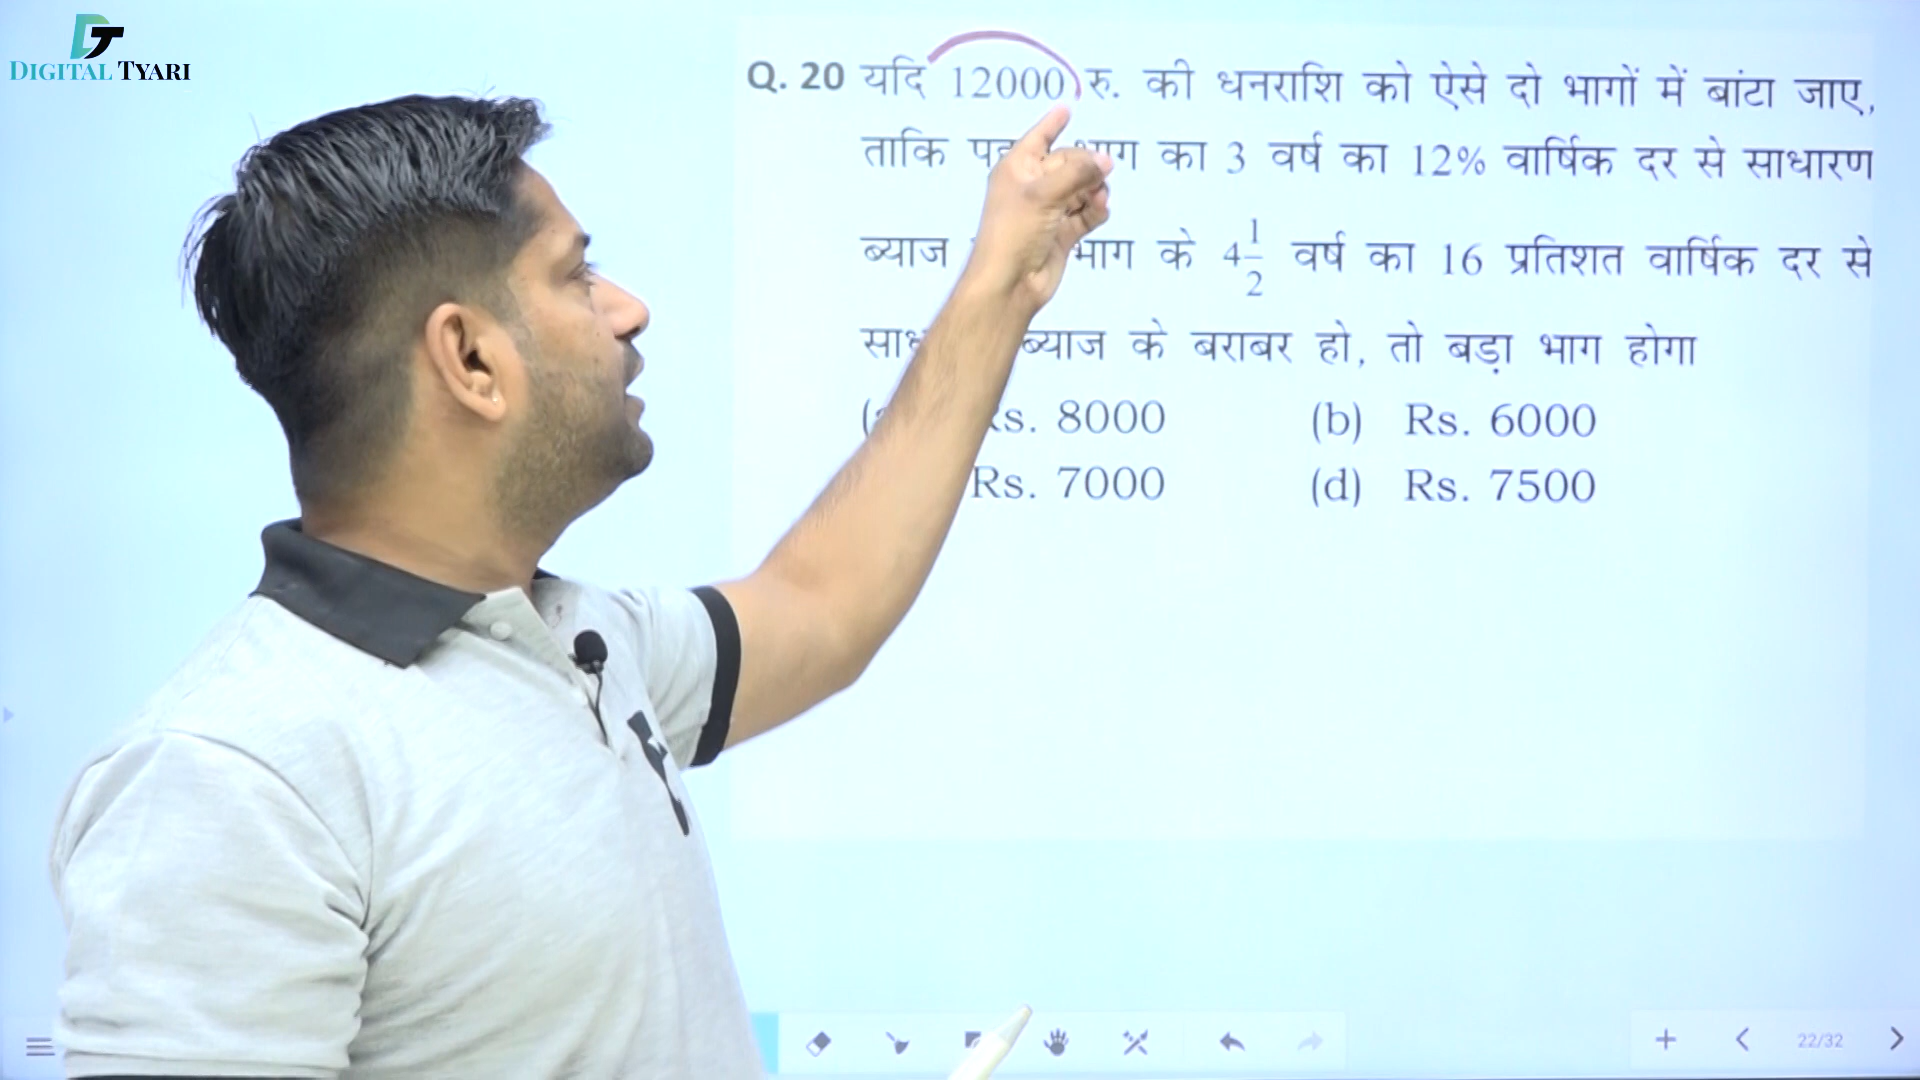 DIGITAL TYARI
Q. 20 यदि 12000 रु. की धनराशि को ऐसे दो भागों में बांटा जाए,
ताकि भाग का 3 वर्ष का 12% वार्षिक दर से साधारण
ब्याज भाग के 4 1/2 वर्ष का 16 प्रतिशत वार्षिक दर से
ब्याज के बराबर हो, तो बड़ा भाग होगा
Rs. 8000 (b) Rs. 6000
Rs. 7000 (d) Rs. 7500
22/32